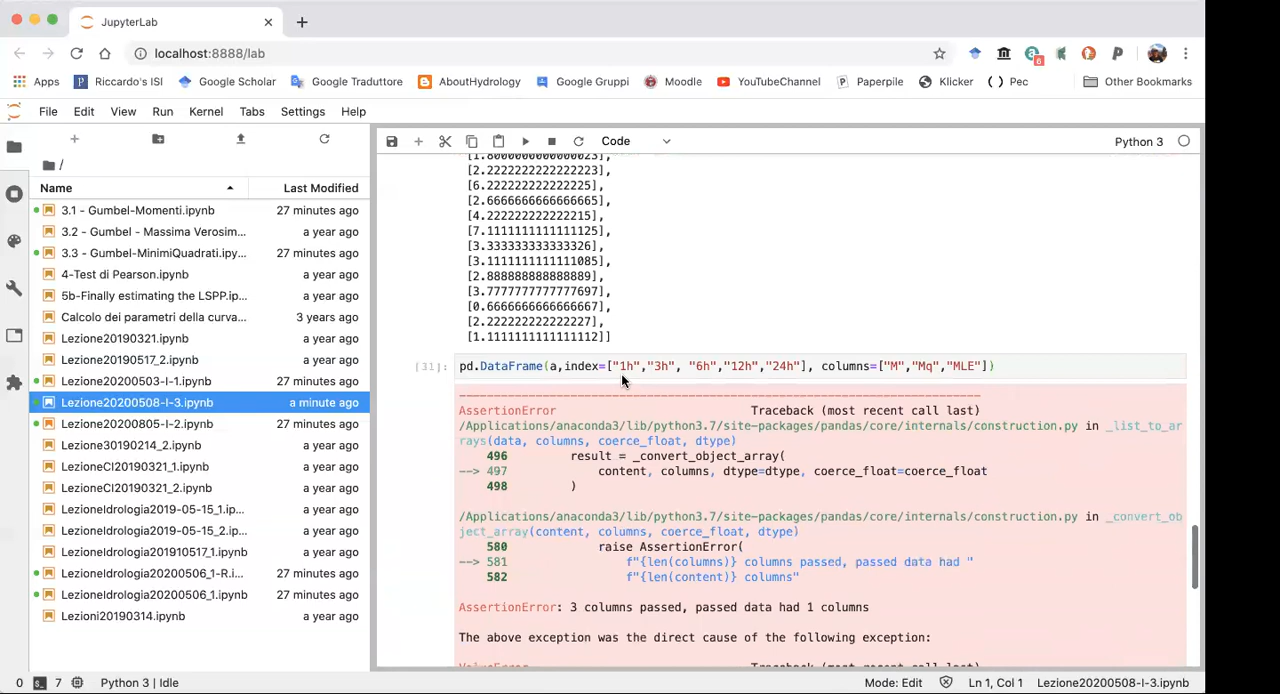 JupyterLab
localhost:8888/lab
6
Apps Riccardo's ISI Google Scholar Google Traduttore AboutHydrology Google Gruppi Moodle YouTubeChannel Paperpile Klicker Pec Other Bookmarks
File Edit View Run Kernel Tabs Settings Help
Code Python 3
/
Name Last Modified
3.1 - Gumbel-Momenti.ipynb 27 minutes ago
3.2 - Gumbel - Massima Verosim... a year ago
3.3 - Gumbel-MinimiQuadrati.ipy... 27 minutes ago
4-Test di Pearson.ipynb a year ago
5b-Finally estimating the LSPP.ip... a year ago
Calcolo dei parametri della curva... 3 years ago
Lezione20190321.ipynb a year ago
Lezione20190517_2.ipynb a year ago
Lezione20200503-I-1.ipynb 27 minutes ago
Lezione20200508-I-3.ipynb a minute ago
Lezione20200805-I-2.ipynb 27 minutes ago
Lezione30190214_2.ipynb a year ago
LezioneCI20190321_1.ipynb a year ago
LezioneCI20190321_2.ipynb a year ago
LezioneIdrologia2019-05-15_1.ip... a year ago
LezioneIdrologia2019-05-15_2.ip... a year ago
LezioneIdrologia201910517_1.ipynb a year ago
LezioneIdrologia20200506_1-R.i... 27 minutes ago
LezioneIdrologia20200506_1.ipynb 27 minutes ago
Lezioni20190314.ipynb a year ago
[2.2222222222222223],
[6.222222222222225],
[2.6666666666666665],
[4.222222222222215],
[7.1111111111111125],
[3.333333333333326],
[3.1111111111111085],
[2.888888888888889],
[3.7777777777777697],
[0.6666666666666667],
[2.222222222222227],
[1.1111111111111112]]
[31]: pd.DataFrame(a,index=["1h","3h", "6h","12h","24h"], columns=["M","Mq","MLE"])
AssertionError Traceback (most recent call last)
/Applications/anaconda3/lib/python3.7/site-packages/pandas/core/internals/construction.py in _list_to_ar
rays(data, columns, coerce_float, dtype)
496 result = _convert_object_array(
--> 497 content, columns, dtype=dtype, coerce_float=coerce_float
498 )
/Applications/anaconda3/lib/python3.7/site-packages/pandas/core/internals/construction.py in _convert_ob
ject_array(content, columns, coerce_float, dtype)
580 raise AssertionError(
--> 581 f"{len(columns)} columns passed, passed data had "
582 f"{len(content)} columns"
AssertionError: 3 columns passed, passed data had 1 columns
The above exception was the direct cause of the following exception:
0 7 Python 3 | Idle Mode: Edit Ln 1, Col 1 Lezione20200508-I-3.ipynb